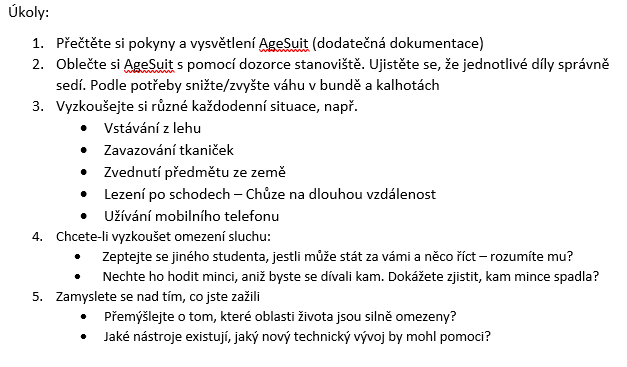 Úkoly:
1. Přečtěte si pokyny a vysvětlení AgeSuit (dodatečná dokumentace)
2. Oblečte si AgeSuit s pomocí dozorce stanoviště. Ujistěte se, že jednotlivé díly správně
sedí. Podle potřeby snižte/zvyšte váhu v bundě a kalhotách
3. Vyzkoušejte si různé každodenní situace, např.
• Vstávání z lehu
• Zavazování tkaniček
• Zvednutí předmětu ze země
• Lezení po schodech – Chůze na dlouhou vzdálenost
• Užívání mobilního telefonu
4. Chcete-li vyzkoušet omezení sluchu:
• Zeptejte se jiného studenta, jestli může stát za vámi a něco říct – rozumíte mu?
• Nechte ho hodit minci, aniž byste se dívali kam. Dokážete zjistit, kam mince spadla?
5. Zamyslete se nad tím, co jste zažili
• Přemýšlejte o tom, které oblasti života jsou silně omezeny?
• Jaké nástroje existují, jaký nový technický vývoj by mohl pomoci?